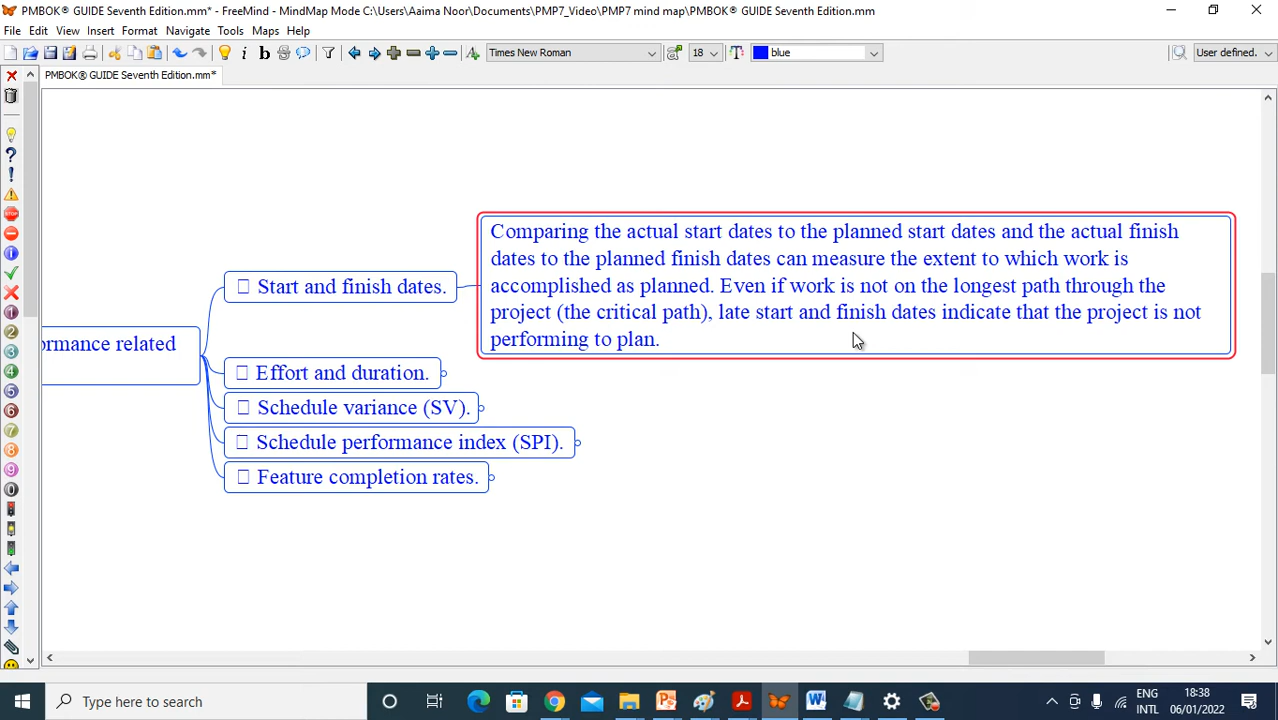 PMBOK® GUIDE Seventh Edition.mm* - FreeMind - MindMap Mode C:\Users\Aaima Noor\Documents\PMP7_Video\PMP7 mind map\PMBOK® GUIDE Seventh Edition.mm
File Edit View Insert Format Navigate Tools Maps Help
Times New Roman 18 blue User defined.
PMBOK® GUIDE Seventh Edition.mm*
Comparing the actual start dates to the planned start dates and the actual finish
dates to the planned finish dates can measure the extent to which work is
accomplished as planned. Even if work is not on the longest path through the
project (the critical path), late start and finish dates indicate that the project is not
performing to plan.
Start and finish dates.
ormance related
Effort and duration.
Schedule variance (SV).
Schedule performance index (SPI).
Feature completion rates.
Type here to search
ENG
INTL
18:38
06/01/2022